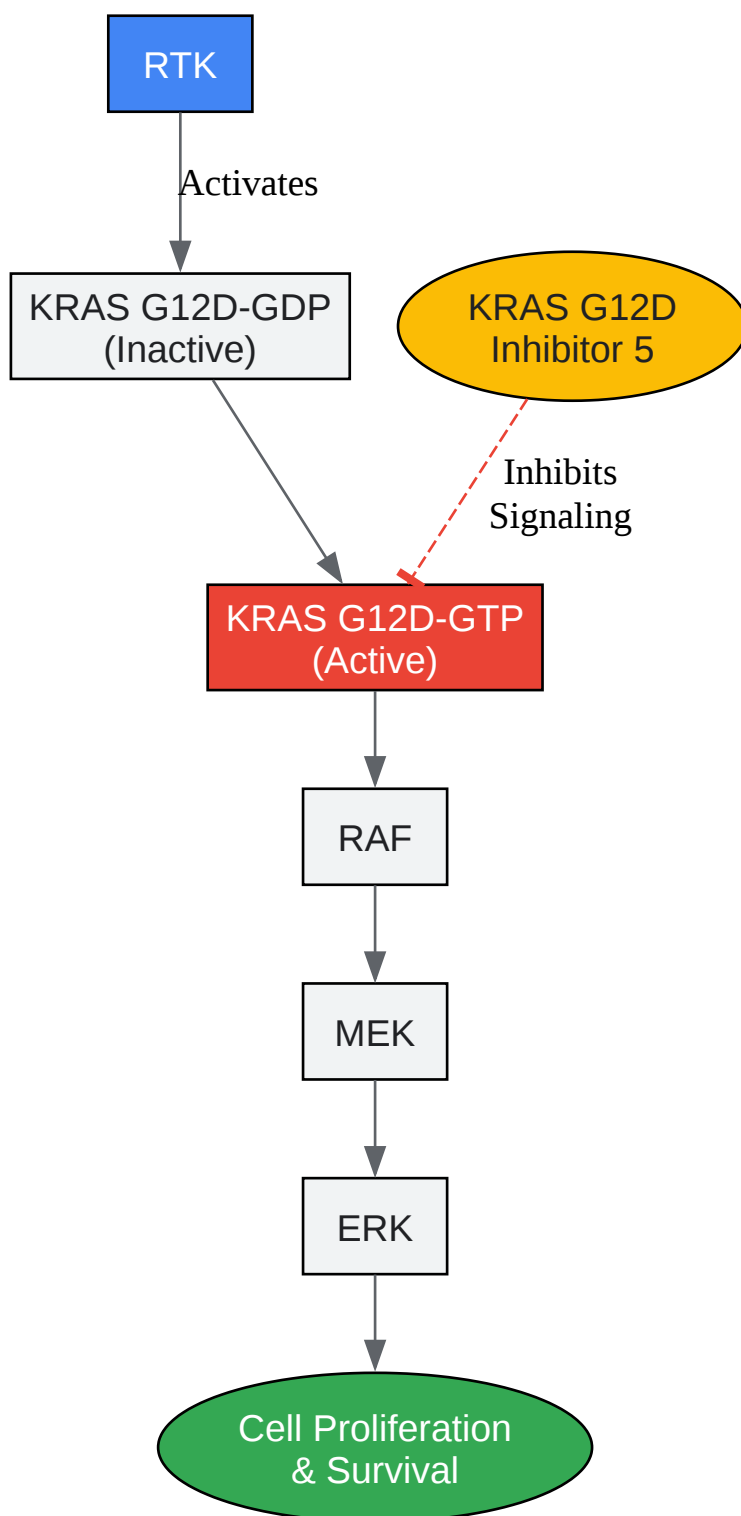 RTK
Activates
KRAS G12D-GDP
(Inactive)
KRAS G12D
Inhibitor 5
Inhibits
Signaling
KRAS G12D-GTP
(Active)
RAF
MEK
ERK
Cell Proliferation
& Survival